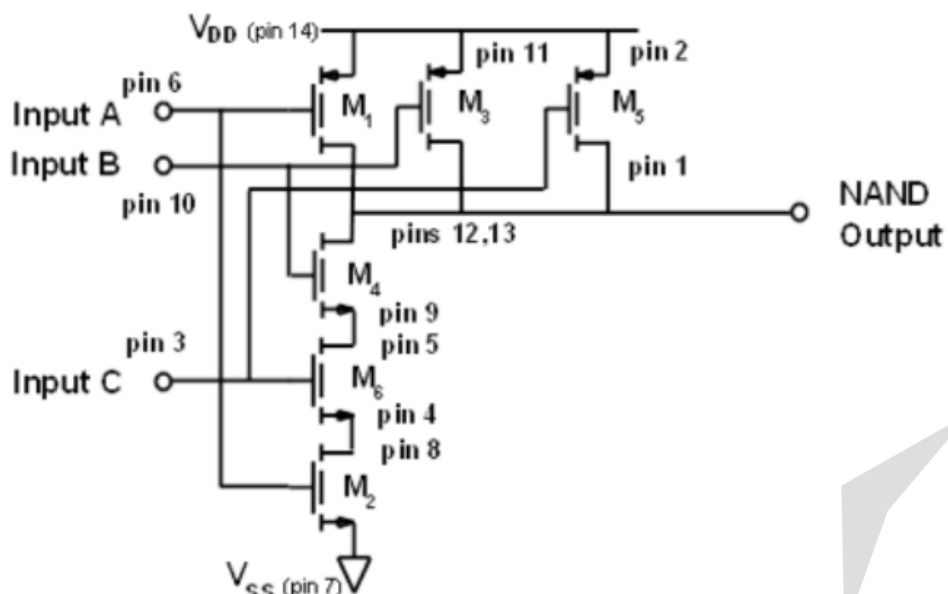 VDD (pin 14)
pin 11
pin 2
pin 6
Input A
M1
M3
M5
Input B
pin 1
pin 10
NAND
Output
pins 12,13
M4
pin 9
pin 3
pin 5
Input C
M6
pin 4
pin 8
M2
VSS (pin 7)